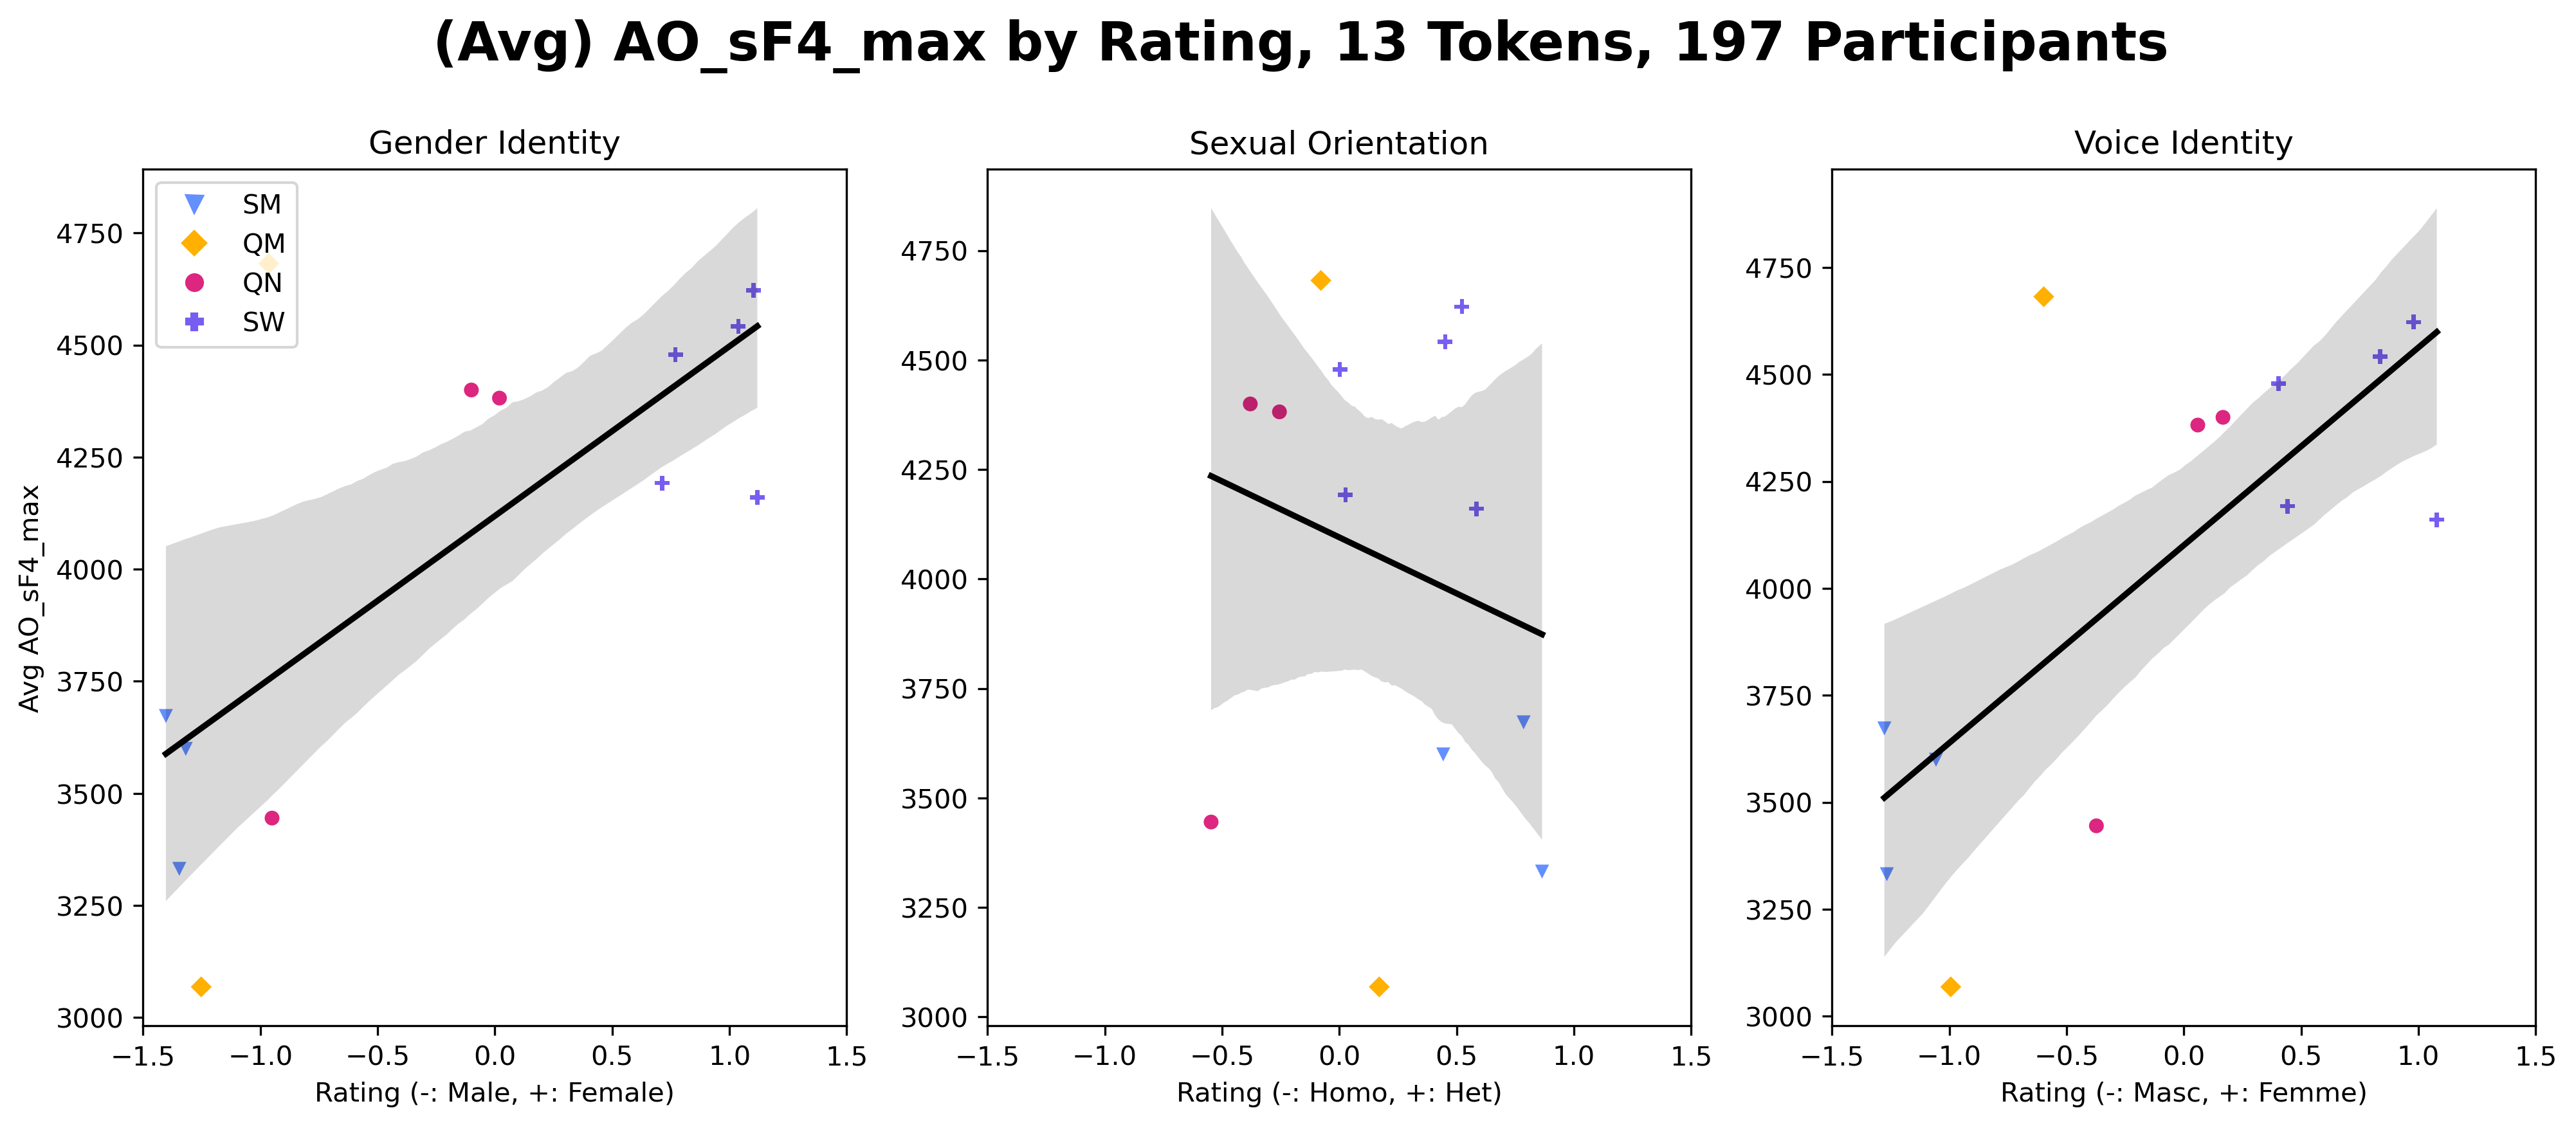 (Avg) AO_sF4_max by Rating, 13 Tokens, 197 Participants
Gender Identity
SM
QM
QN
SW
4750
4500
4250
4000
3750
3500
3250
3000
Avg AO_sF4_max
−1.5 −1.0 −0.5 0.0 0.5 1.0 1.5
Rating (-: Male, +: Female)
Sexual Orientation
4750
4500
4250
4000
3750
3500
3250
3000
−1.5 −1.0 −0.5 0.0 0.5 1.0 1.5
Rating (-: Homo, +: Het)
Voice Identity
4750
4500
4250
4000
3750
3500
3250
3000
−1.5 −1.0 −0.5 0.0 0.5 1.0 1.5
Rating (-: Masc, +: Femme)